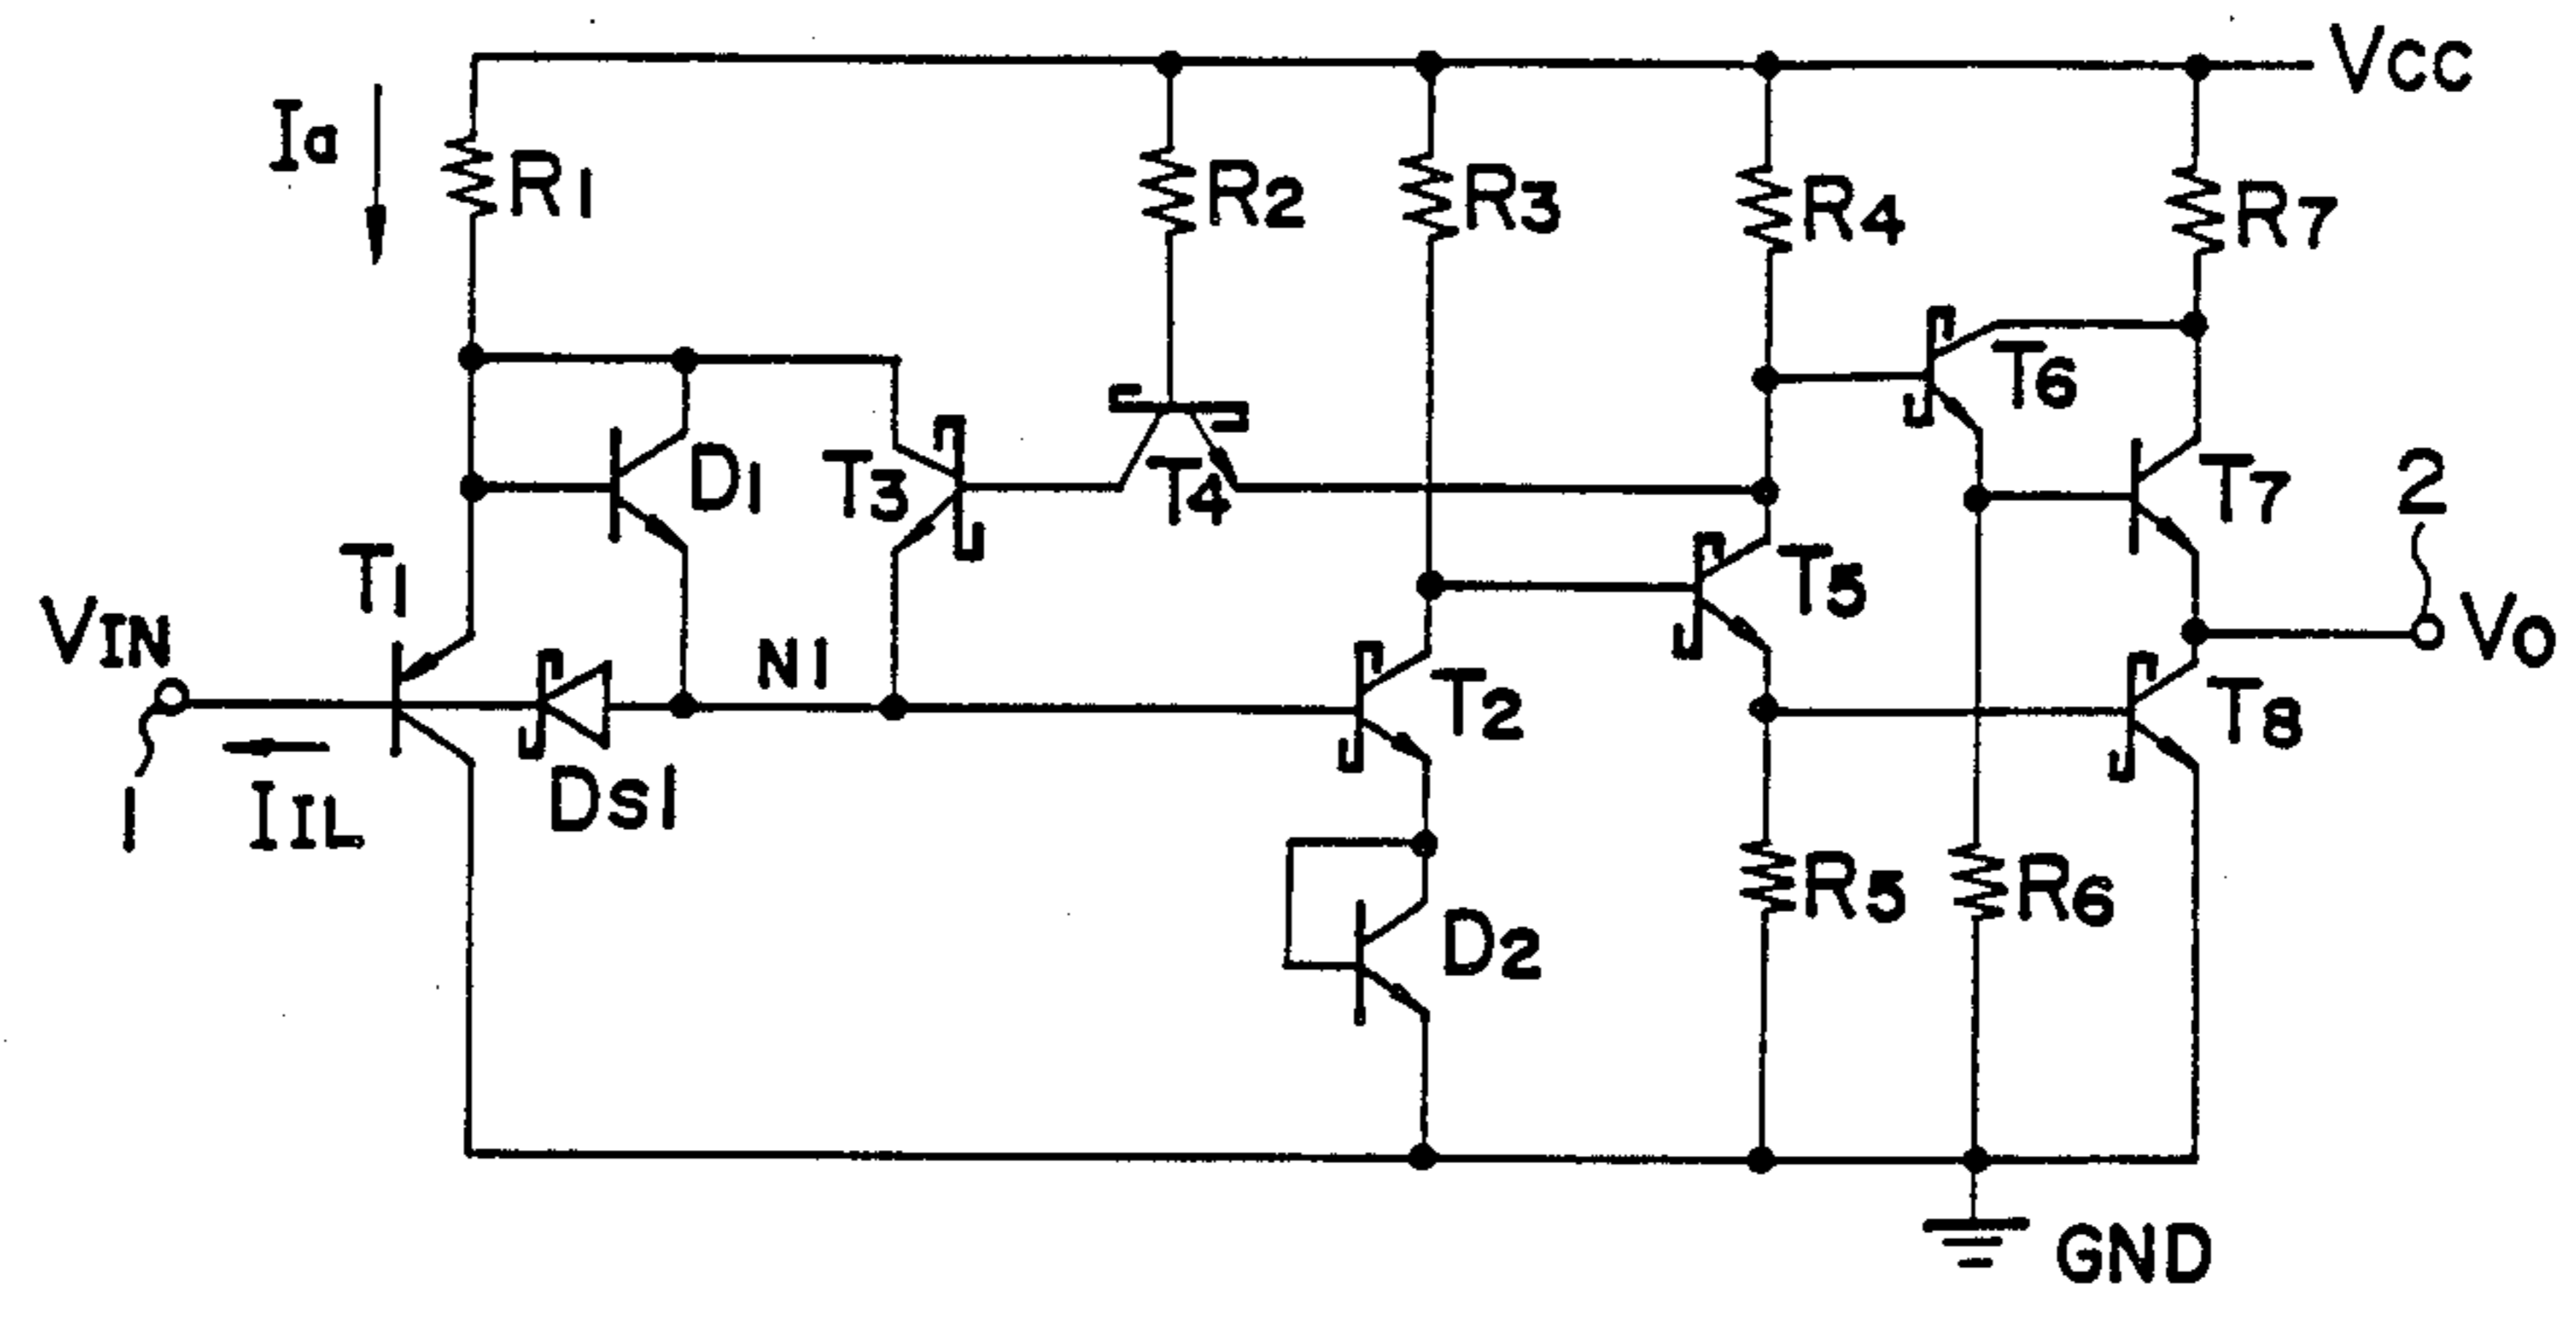 VCC
Ia
R1
R2
R3
R4
R7
T6
D1
T3
T4
T7
2
T1
T5
VIN
N1
VO
T2
T8
DS1
1
IIL
R5
R6
D2
GND